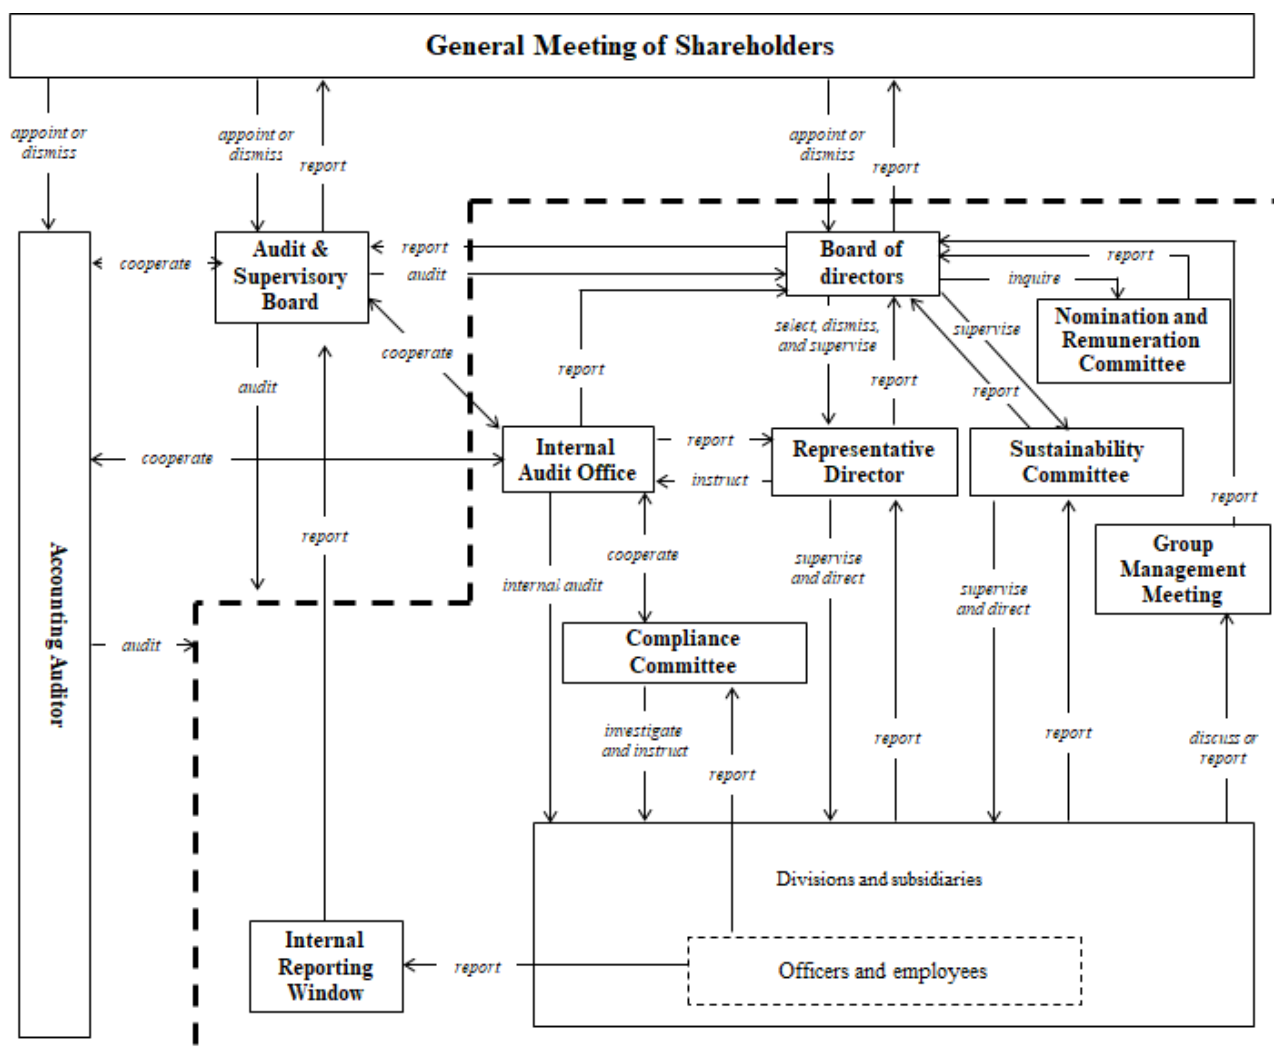 General Meeting of Shareholders
appoint or
dismiss
appoint or
dismiss
report
appoint or
dismiss
report
Audit &
Supervisory
Board
cooperate
report
audit
Board of
directors
report
inquire
Nomination and
Remuneration
Committee
select, dismiss,
and supervise
supervise
cooperate
audit
report
report
report
Internal
Audit Office
report
instruct
Representative
Director
Sustainability
Committee
cooperate
report
Group
Management
Meeting
report
cooperate
internal audit
supervise
and direct
supervise
and direct
Accounting Auditor
audit
Compliance
Committee
investigate
and instruct
report
report
report
discuss or
report
Divisions and subsidiaries
Officers and employees
report
Internal
Reporting
Window